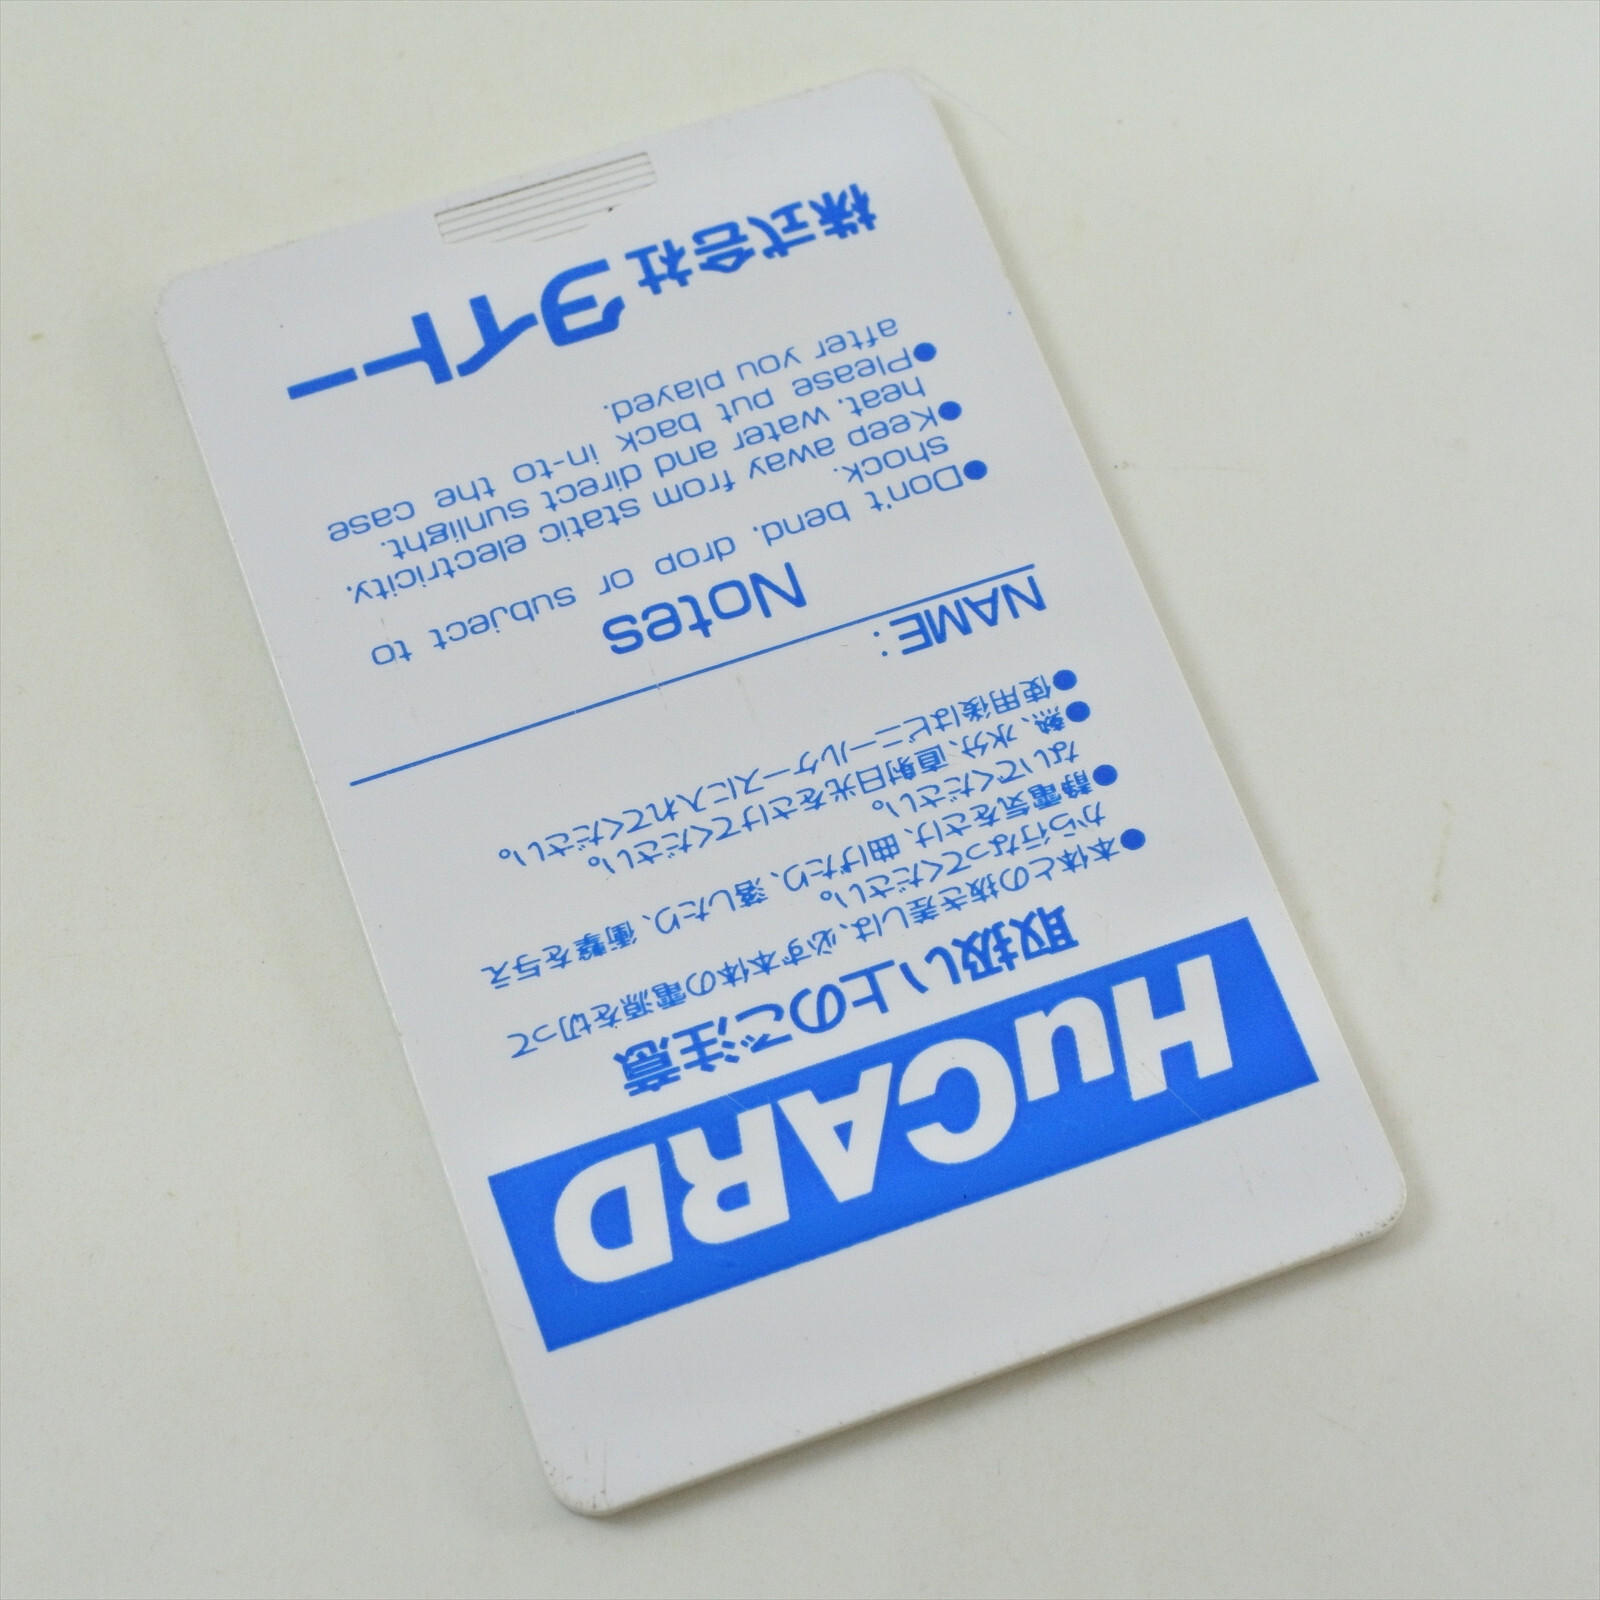 HuCARD
取扱い上のご注意
●本体との抜き差しは、必ず本体の電源を切って
から行なってください。
●静電気をさけ、曲げたり、落したり、衝撃を与え
ないでください。
●熱、水分、直射日光をさけてください。
●使用後はビニールケースに入れてください。
NAME:
Notes
●Don't bend, drop or subject to
shock.
●Keep away from static electricity,
heat, water and direct sunlight.
●Please put back in-to the case
after you played.
株式会社タイトー